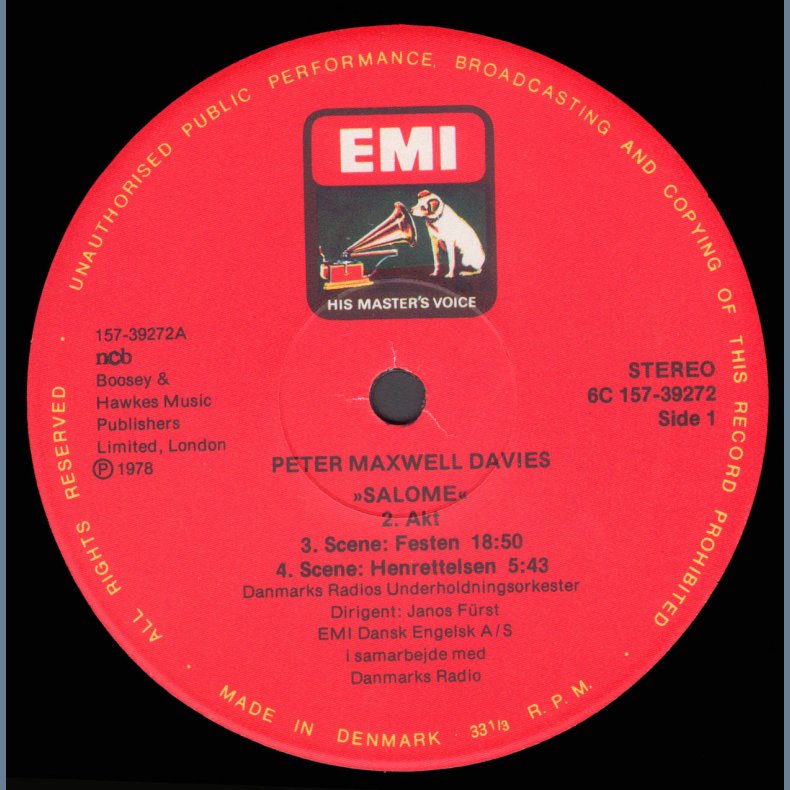 UNAUTHORISED PUBLIC PERFORMANCE, BROADCASTING AND COPYING OF THIS RECORD PROHIBITED
EMI
HIS MASTER'S VOICE
157-39272A
ncb
Boosey &
Hawkes Music
Publishers
Limited, London
Ⓟ 1978
STEREO
6C 157-39272
Side 1
PETER MAXWELL DAVIES
»SALOME«
2. Akt
3. Scene: Festen 18:50
4. Scene: Henrettelsen 5:43
Danmarks Radios Underholdningsorkester
Dirigent: Janos Fürst
EMI Dansk Engelsk A/S
i samarbejde med
Danmarks Radio
ALL RIGHTS RESERVED
MADE IN DENMARK · 33 1/3 R.P.M.